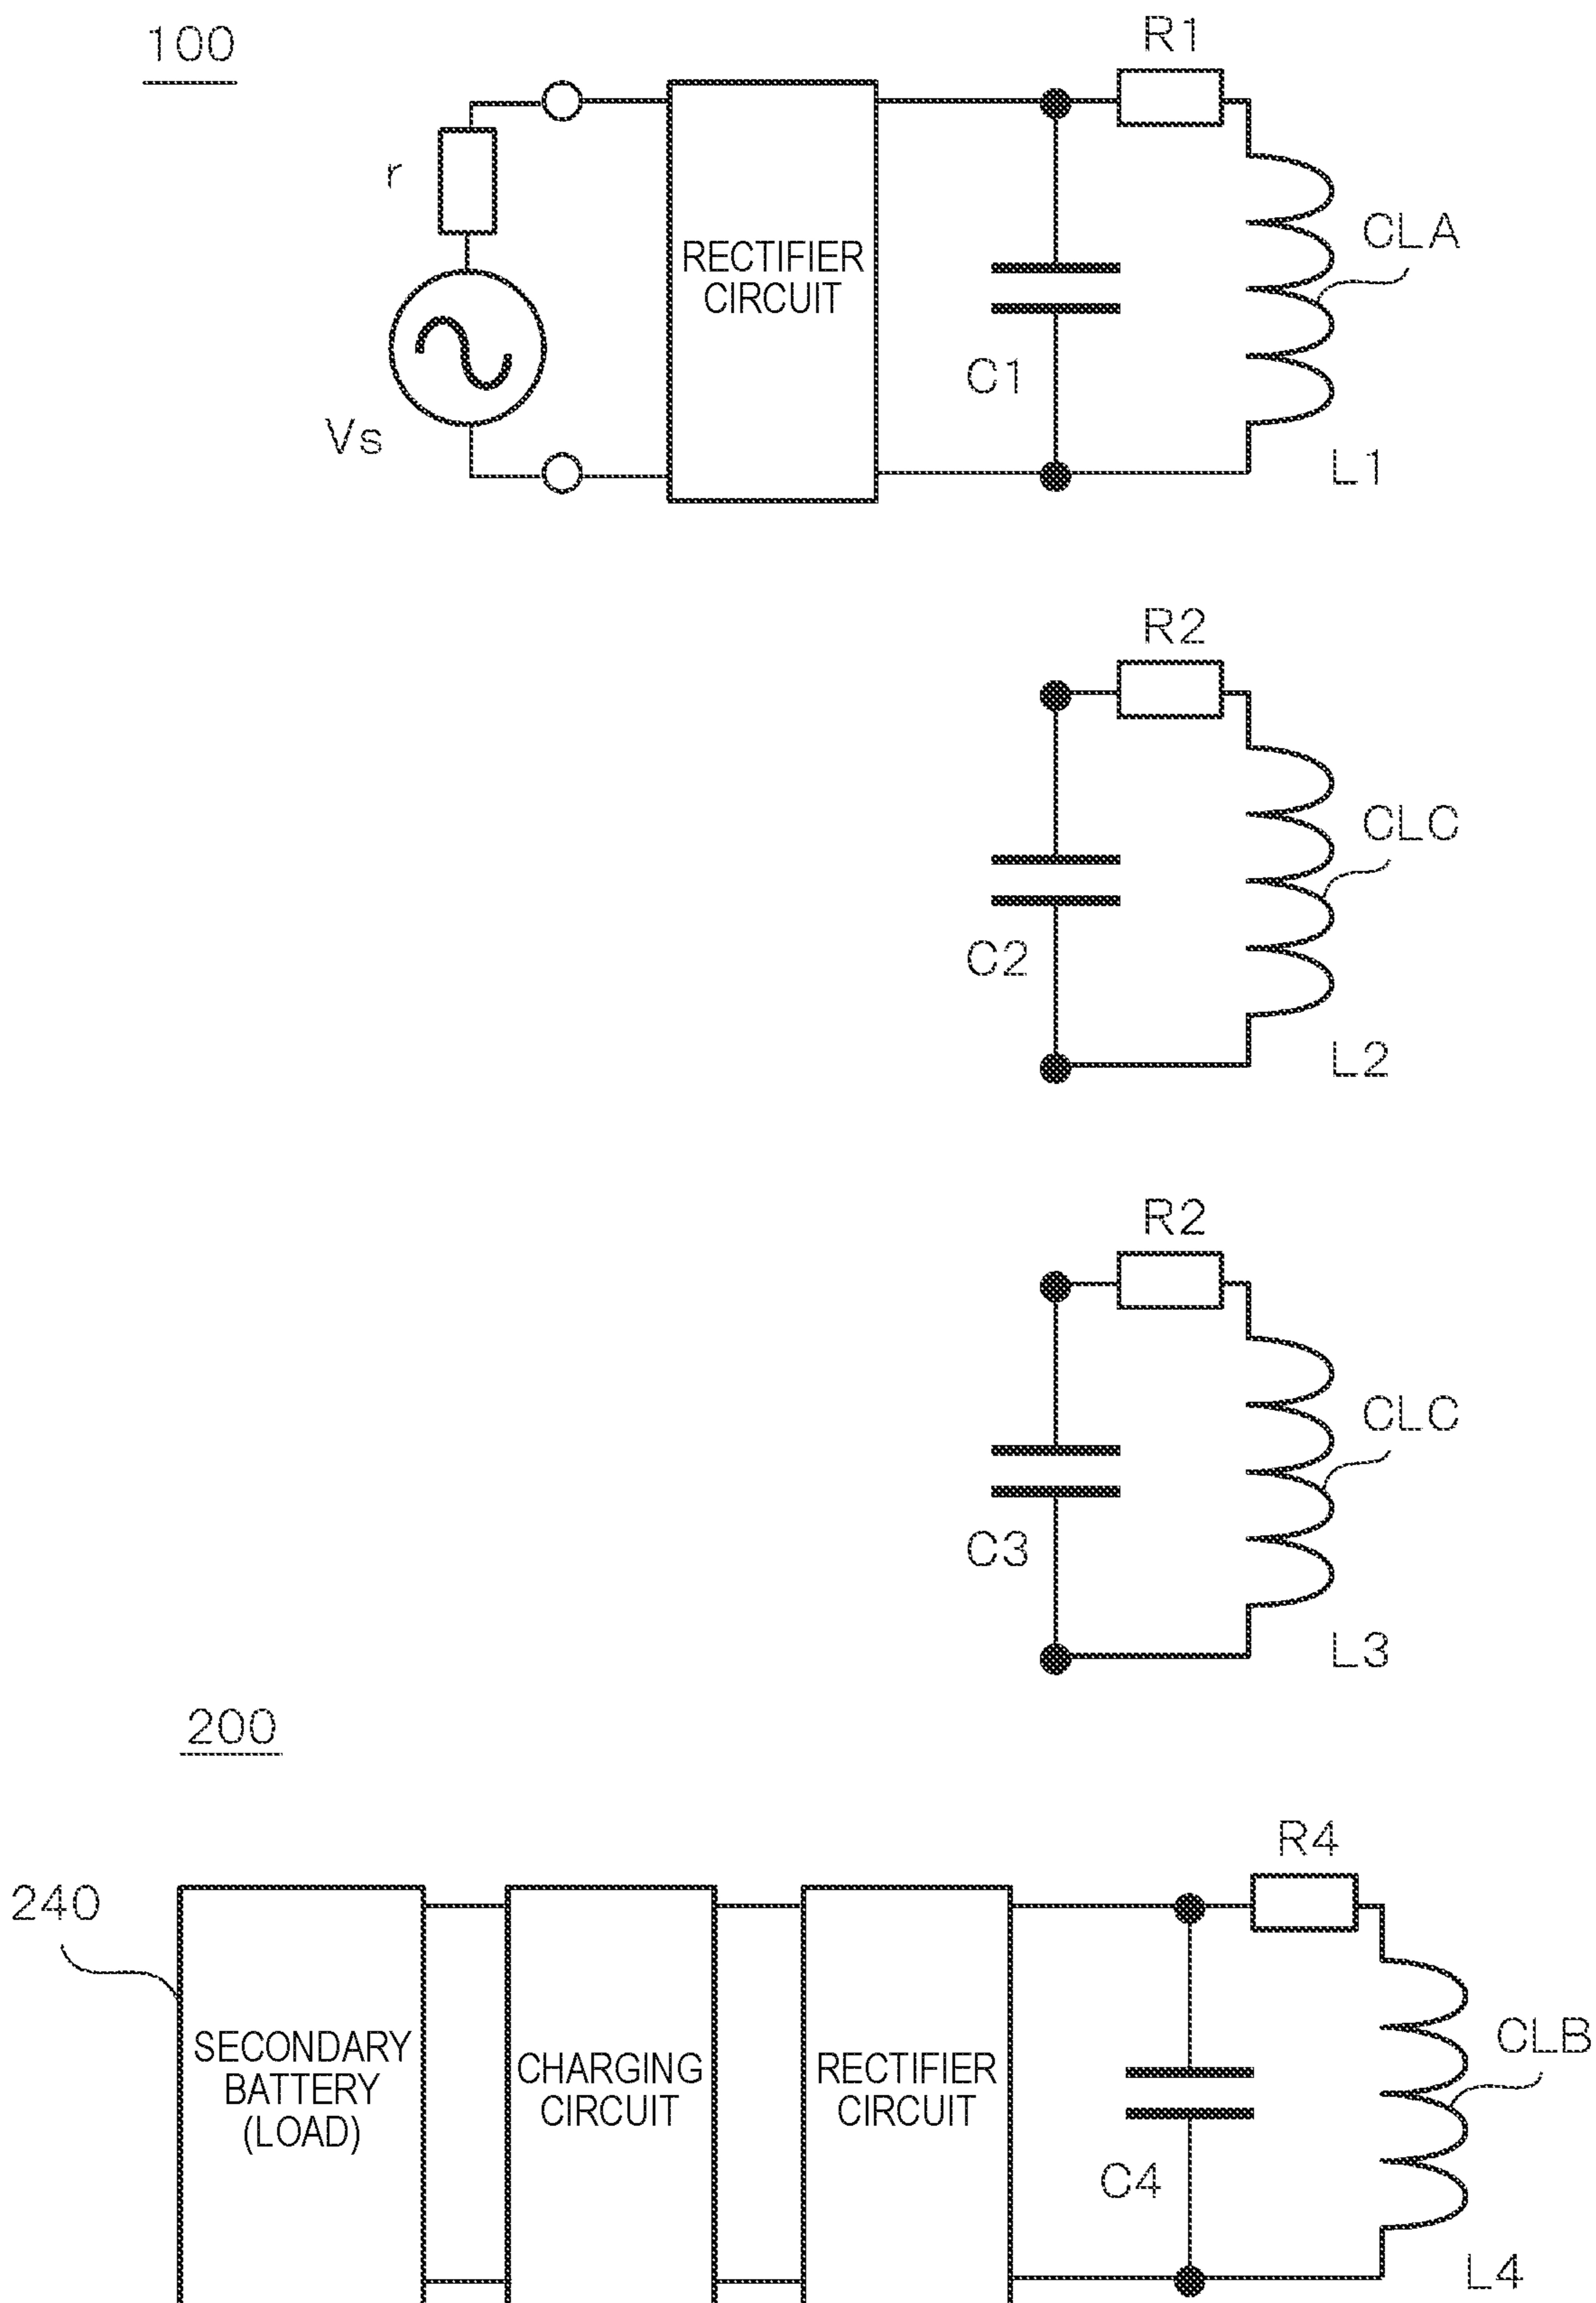 100
R1
r
RECTIFIER
CIRCUIT
CLA
C1
Vs
L1
R2
CLC
C2
L2
R2
CLC
C3
L3
200
R4
240
SECONDARY
BATTERY
(LOAD)
CHARGING
CIRCUIT
RECTIFIER
CIRCUIT
CLB
C4
L4